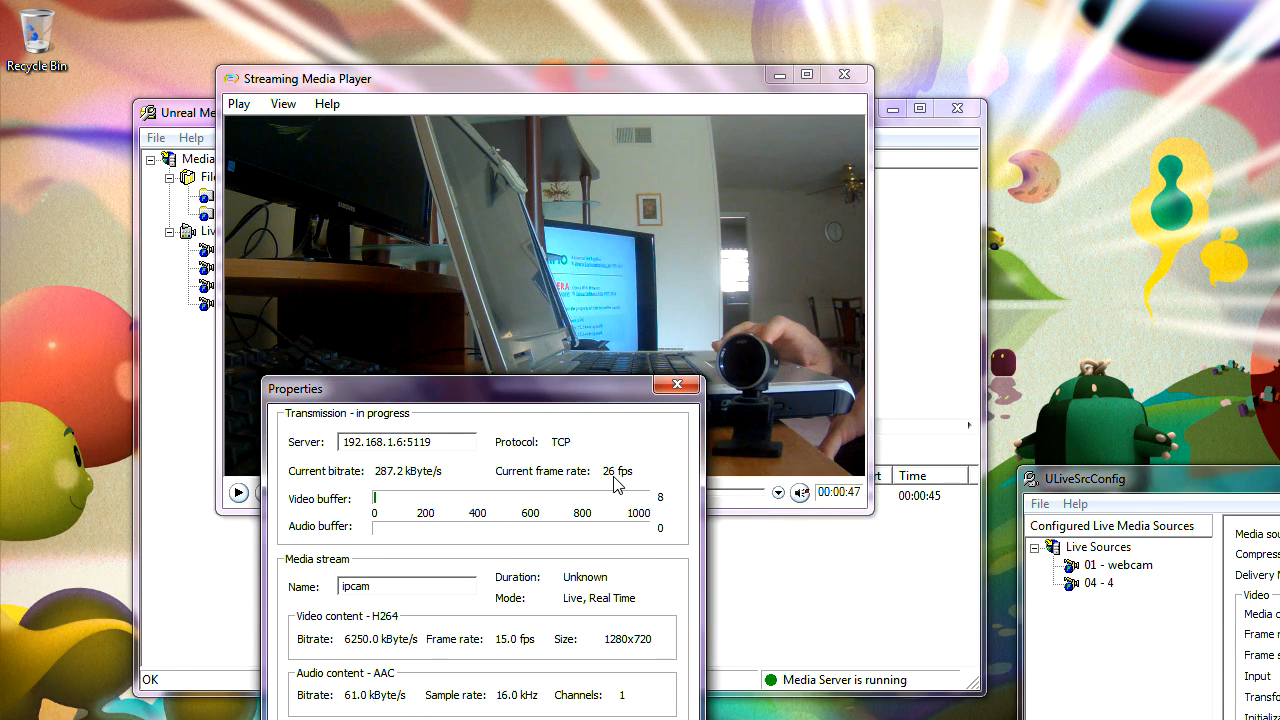 Recycle Bin
Streaming Media Player
Play View Help
Unreal Me
File Help
Media
File
Liv
SAMSUNG
Properties
Transmission - in progress
Server: 192.168.1.6:5119 Protocol: TCP
Current bitrate: 287.2 kByte/s Current frame rate: 26 fps
Video buffer: 8
0 200 400 600 800 1000
Audio buffer: 0
Media stream
Name: ipcam
Duration: Unknown
Mode: Live, Real Time
Video content - H264
Bitrate: 6250.0 kByte/s Frame rate: 15.0 fps Size: 1280x720
Audio content - AAC
Bitrate: 61.0 kByte/s Sample rate: 16.0 kHz Channels: 1
00:00:47
rt Time
00:00:45
OK
Media Server is running
ULiveSrcConfig
File Help
Configured Live Media Sources
Live Sources
01 - webcam
04 - 4
Media sou
Compress
Delivery M
Video
Media c
Frame r
Frame s
Input
Transfo
Initializ